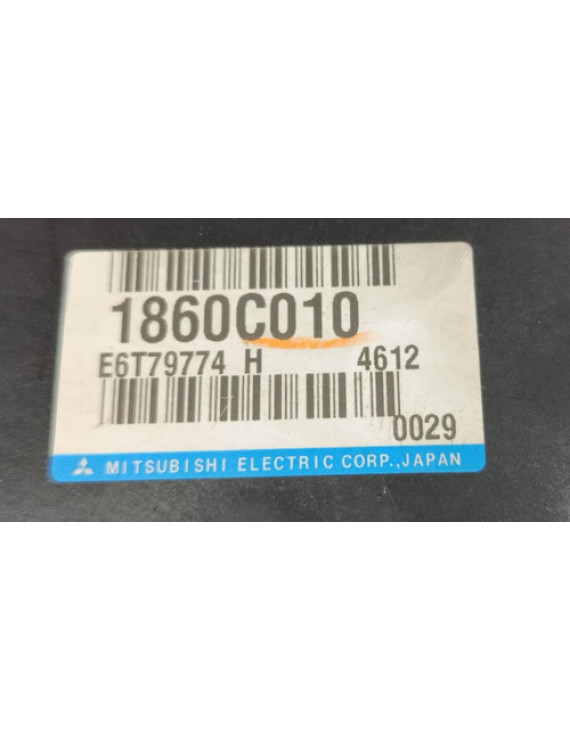 1860C010
E6T79774 H 4612
0029
MITSUBISHI ELECTRIC CORP.,JAPAN